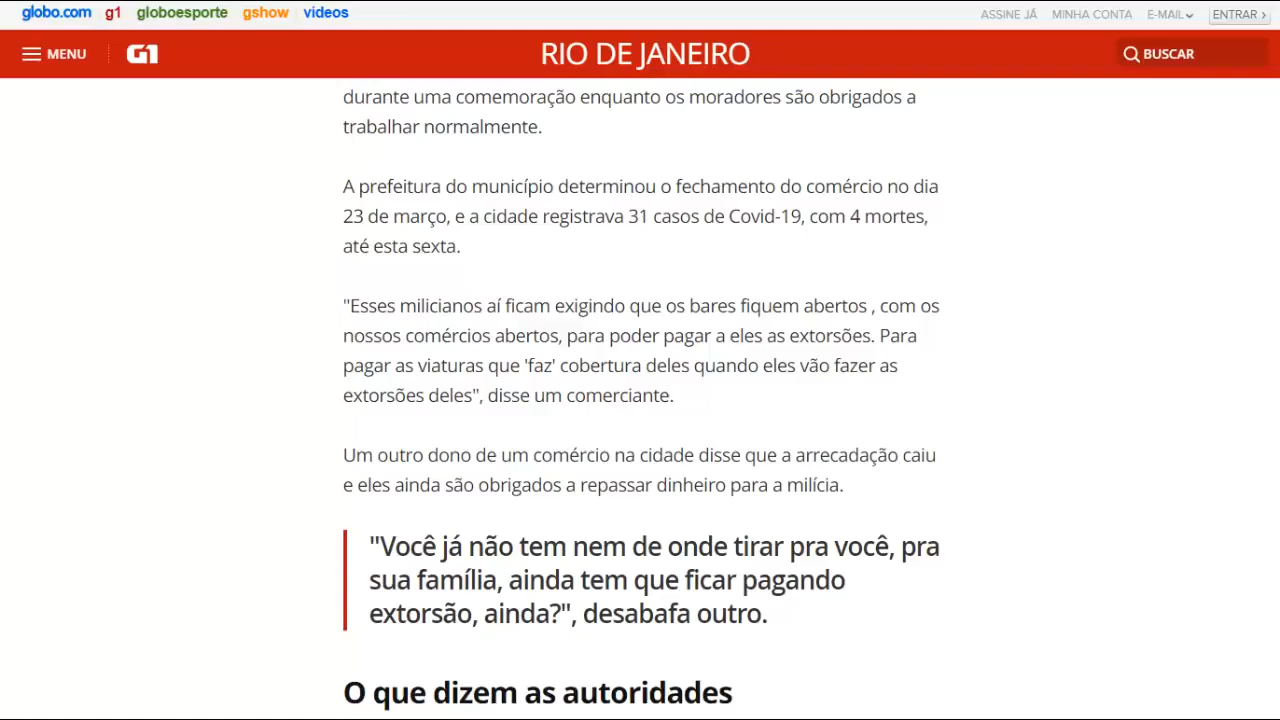 globo.com g1 globoesporte gshow videos ASSINE JÁ MINHA CONTA E-MAIL ENTRAR ›
MENU G1 RIO DE JANEIRO BUSCAR
durante uma comemoração enquanto os moradores são obrigados a
trabalhar normalmente.
A prefeitura do município determinou o fechamento do comércio no dia
23 de março, e a cidade registrava 31 casos de Covid-19, com 4 mortes,
até esta sexta.
"Esses milicianos aí ficam exigindo que os bares fiquem abertos , com os
nossos comércios abertos, para poder pagar a eles as extorsões. Para
pagar as viaturas que 'faz' cobertura deles quando eles vão fazer as
extorsões deles", disse um comerciante.
Um outro dono de um comércio na cidade disse que a arrecadação caiu
e eles ainda são obrigados a repassar dinheiro para a milícia.
"Você já não tem nem de onde tirar pra você, pra
sua família, ainda tem que ficar pagando
extorsão, ainda?", desabafa outro.
O que dizem as autoridades